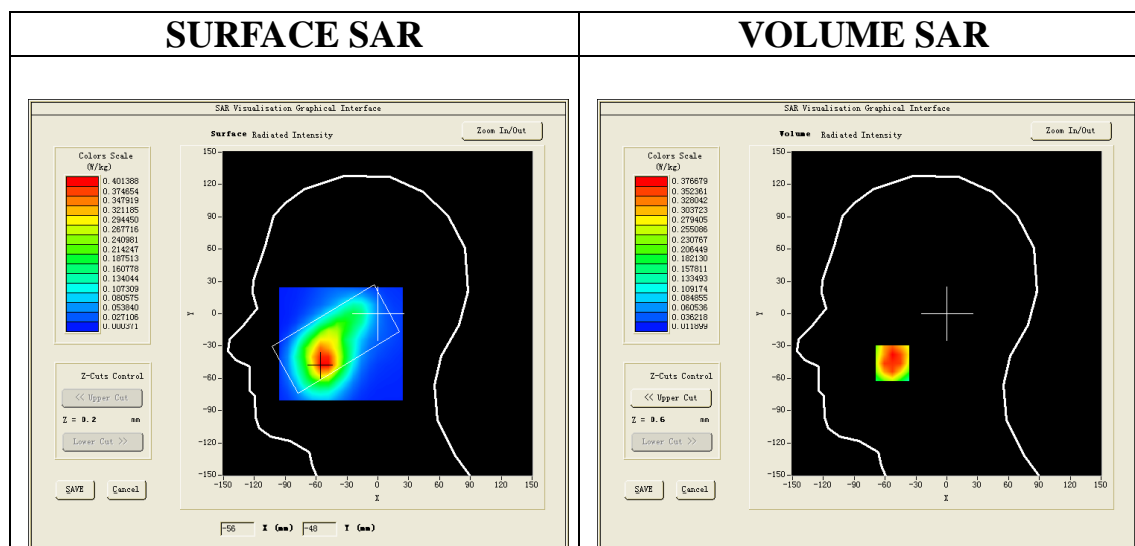 SURFACE SAR
VOLUME SAR
SAR Visualisation Graphical Interface
Surface Radiated Intensity
Zoom In/Out
Colors Scale
(W/kg)
0.401388
0.374654
0.347919
0.321185
0.294450
0.267716
0.240981
0.214247
0.187513
0.160778
0.134044
0.107309
0.080575
0.053840
0.027106
0.000371
150
120
90
60
30
0
-30
-60
-90
-120
-150
Y
-150 -120 -90 -60 -30 0 30 60 90 120 150
X
Z-Cuts Control
<< Upper Cut
Z = 0.2 mm
Lower Cut >>
SAVE Cancel
-56 X (mm) -48 Y (mm)
SAR Visualisation Graphical Interface
Volume Radiated Intensity
Zoom In/Out
Colors Scale
(W/kg)
0.376679
0.352361
0.328042
0.303723
0.279405
0.255086
0.230767
0.206449
0.182130
0.157811
0.133493
0.109174
0.084855
0.060536
0.036218
0.011899
150
120
90
60
30
0
-30
-60
-90
-120
-150
Y
-150 -120 -90 -60 -30 0 30 60 90 120 150
X
Z-Cuts Control
<< Upper Cut
Z = 0.6 mm
Lower Cut >>
SAVE Cancel